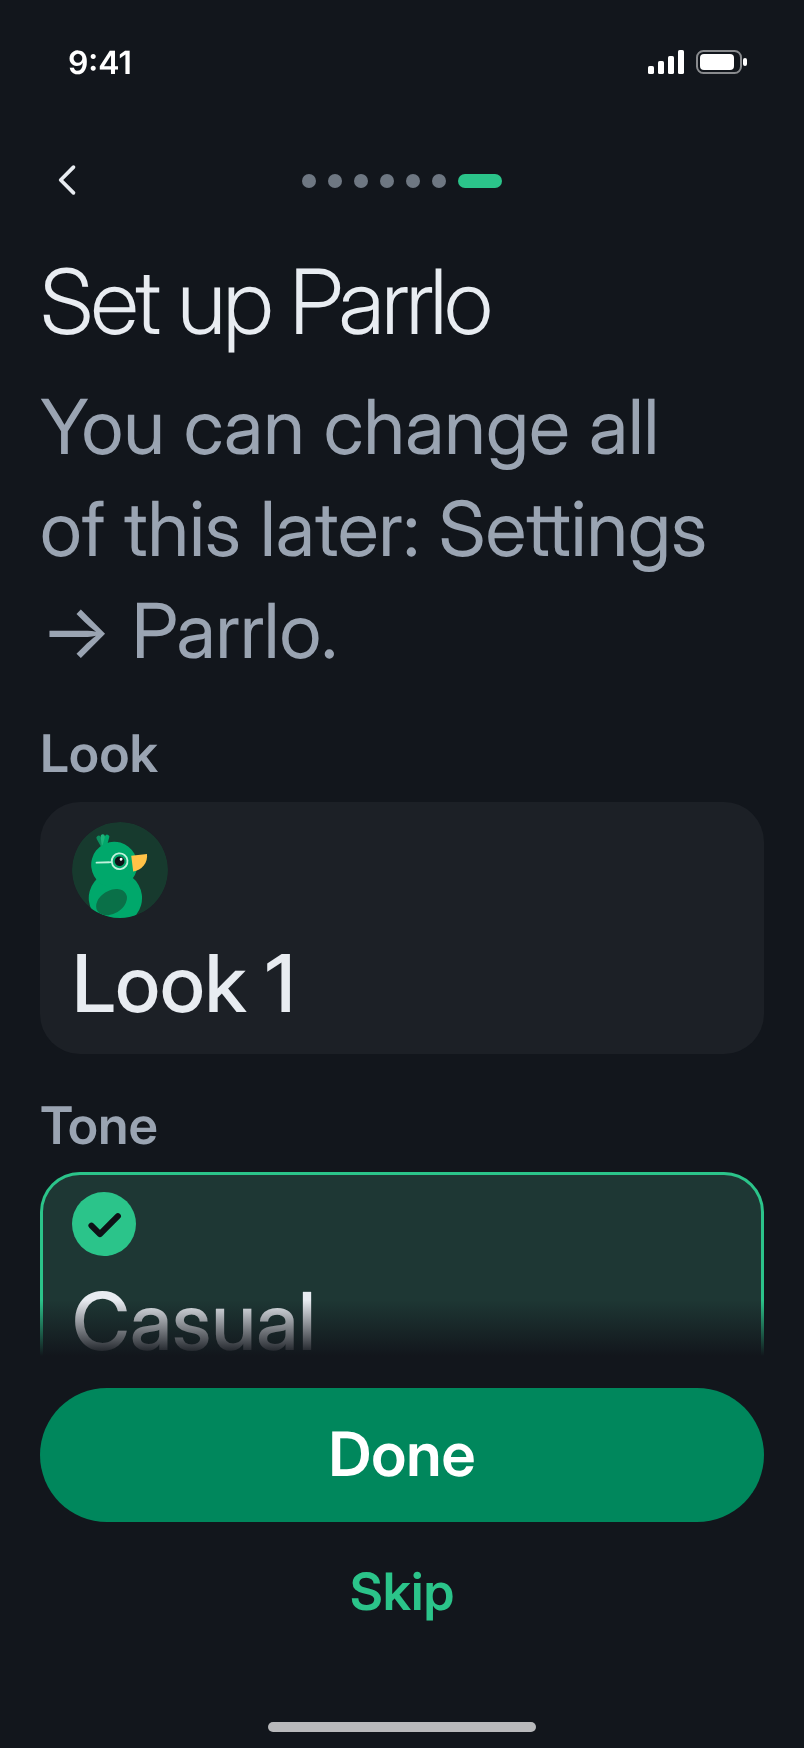 9:41
Set up Parrlo
You can change all
of this later: Settings
→ Parrlo.
Look
Look 1
Tone
Casual
Done
Skip